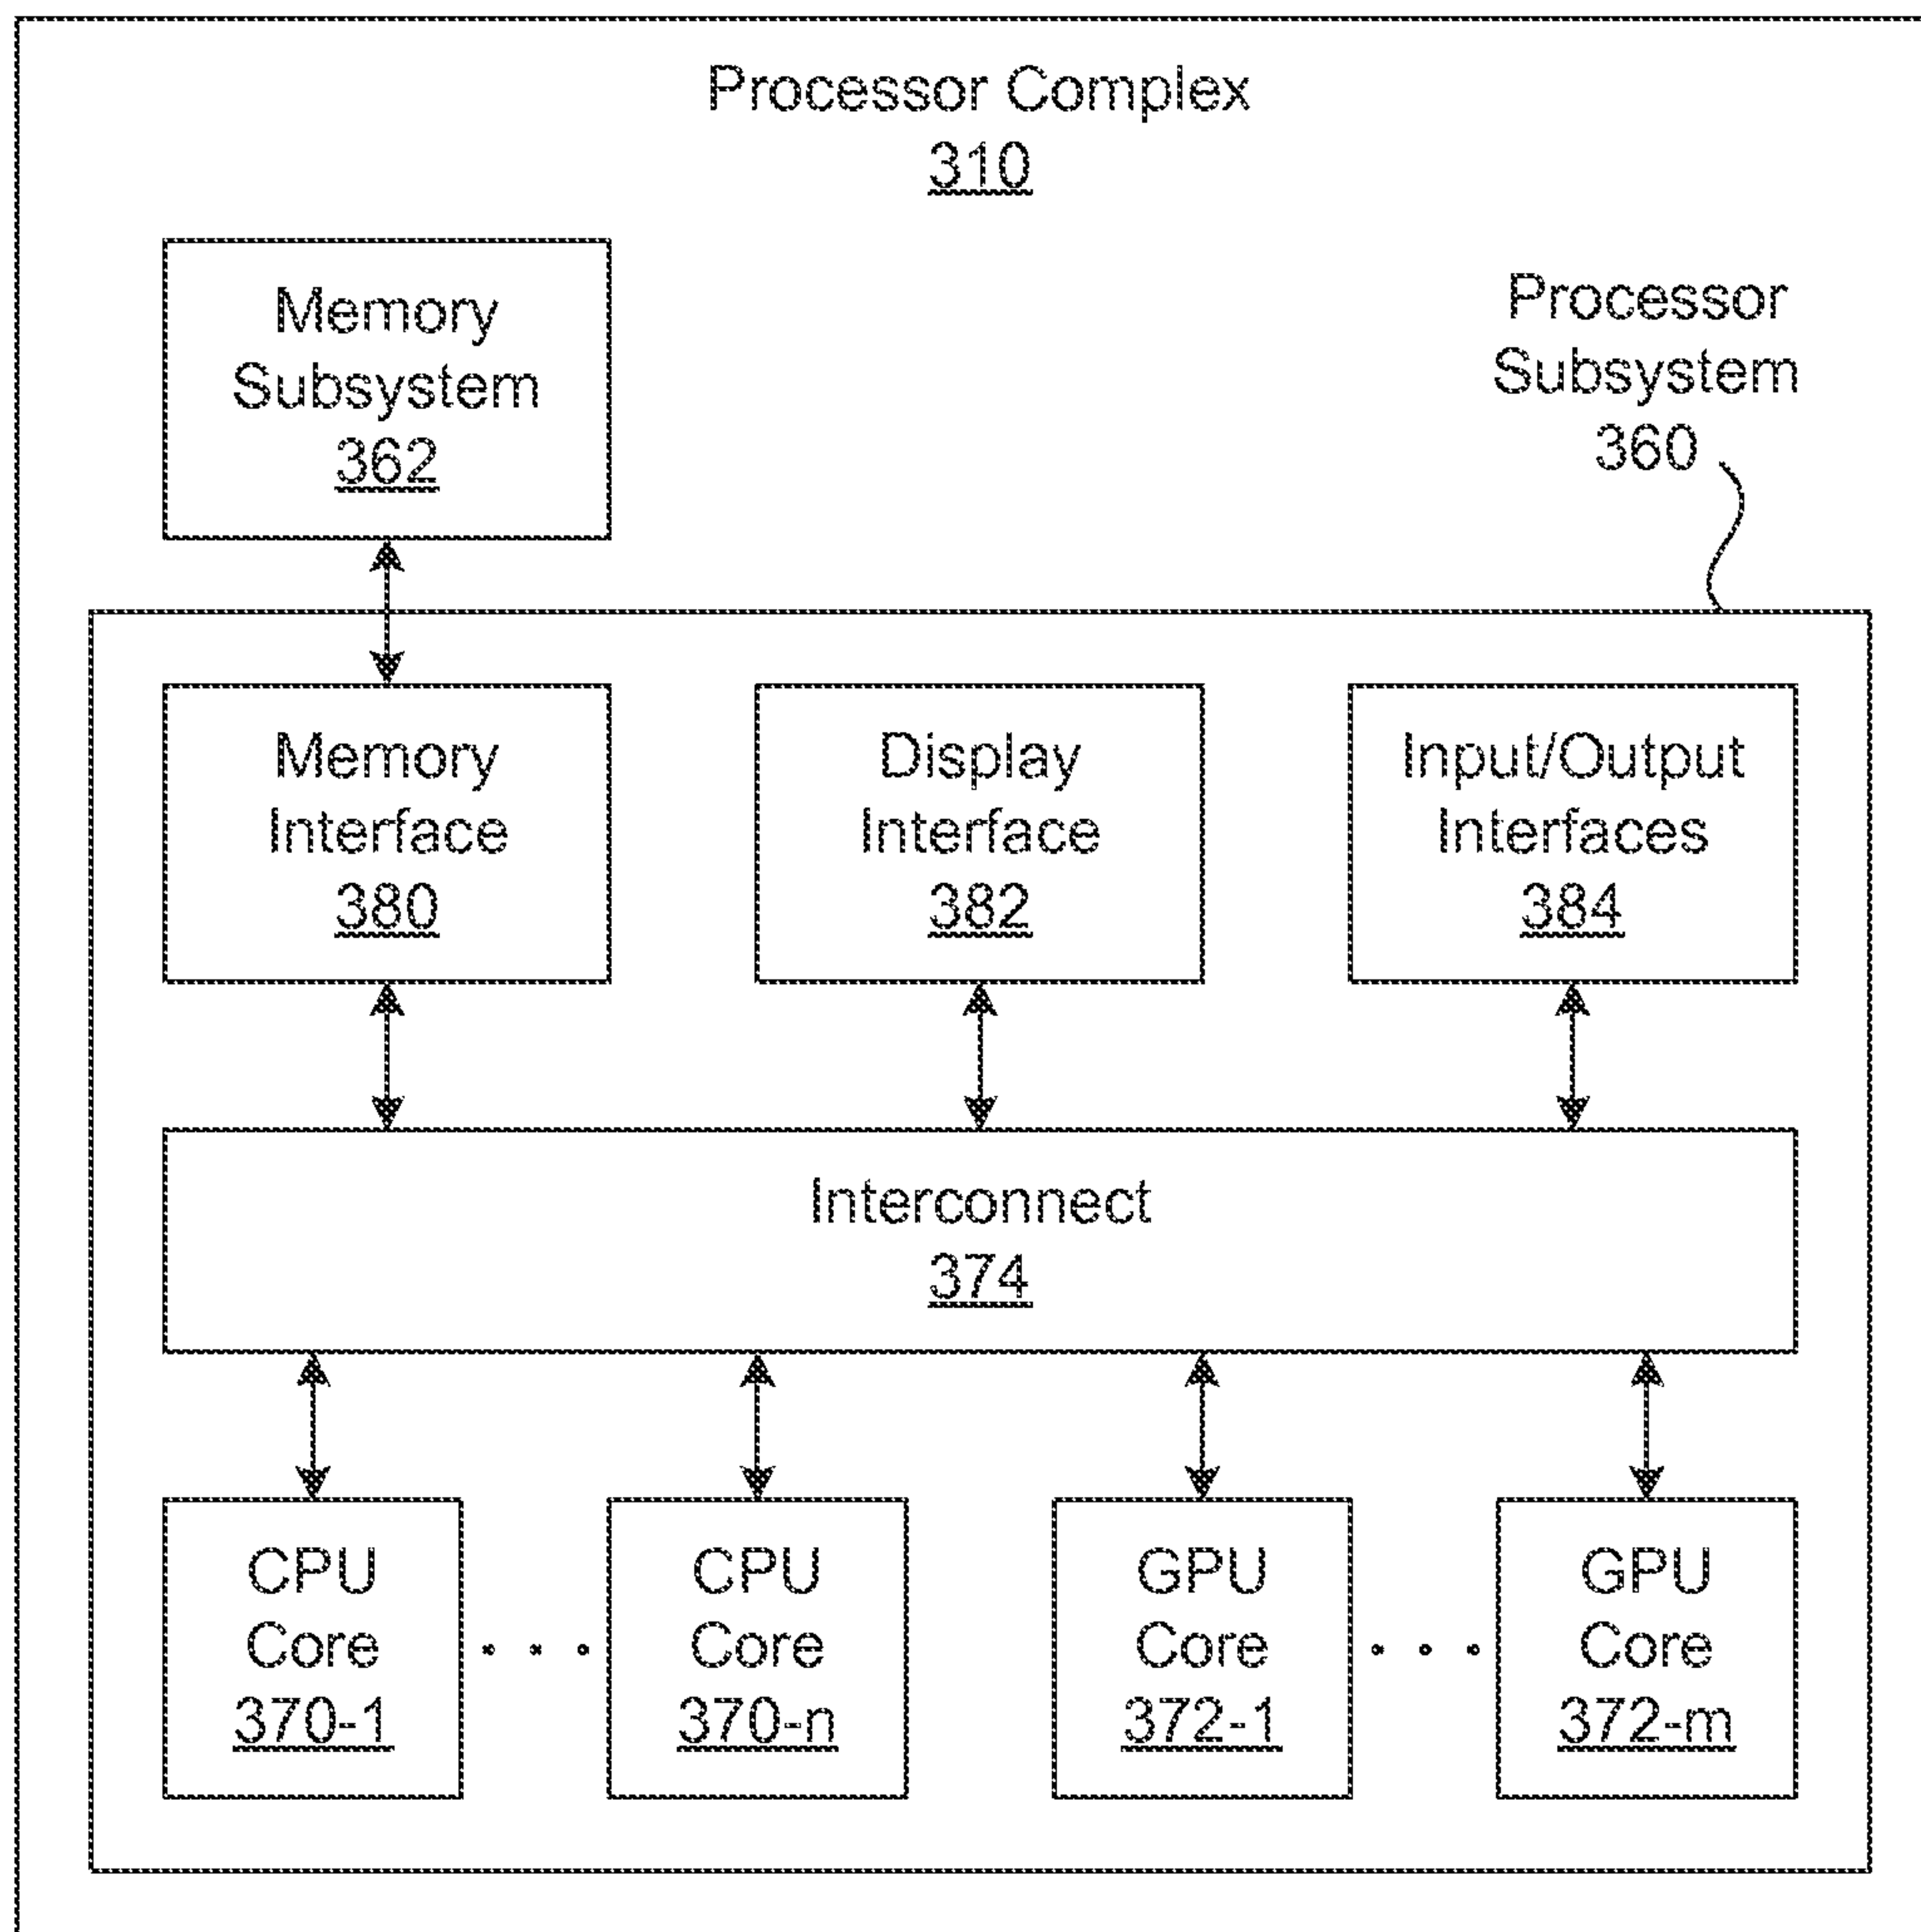 Processor Complex
310
Memory
Subsystem
362
Processor
Subsystem
360
Memory
Interface
380
Display
Interface
382
Input/Output
Interfaces
384
Interconnect
374
CPU
Core
370-1
. . .
CPU
Core
370-n
GPU
Core
372-1
. . .
GPU
Core
372-m